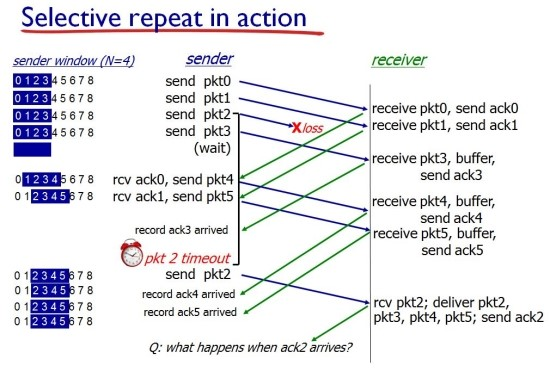 Selective repeat in action
sender window (N=4)
sender
receiver
0 1 2 3 4 5 6 7 8
send pkt0
0 1 2 3 4 5 6 7 8
send pkt1
0 1 2 3 4 5 6 7 8
send pkt2
0 1 2 3 4 5 6 7 8
send pkt3
(wait)
X loss
receive pkt0, send ack0
receive pkt1, send ack1
receive pkt3, buffer,
send ack3
0 1 2 3 4 5 6 7 8
rcv ack0, send pkt4
0 1 2 3 4 5 6 7 8
rcv ack1, send pkt5
receive pkt4, buffer,
send ack4
receive pkt5, buffer,
send ack5
record ack3 arrived
pkt 2 timeout
0 1 2 3 4 5 6 7 8
send pkt2
0 1 2 3 4 5 6 7 8
record ack4 arrived
0 1 2 3 4 5 6 7 8
record ack5 arrived
0 1 2 3 4 5 6 7 8
rcv pkt2; deliver pkt2,
pkt3, pkt4, pkt5; send ack2
Q: what happens when ack2 arrives?